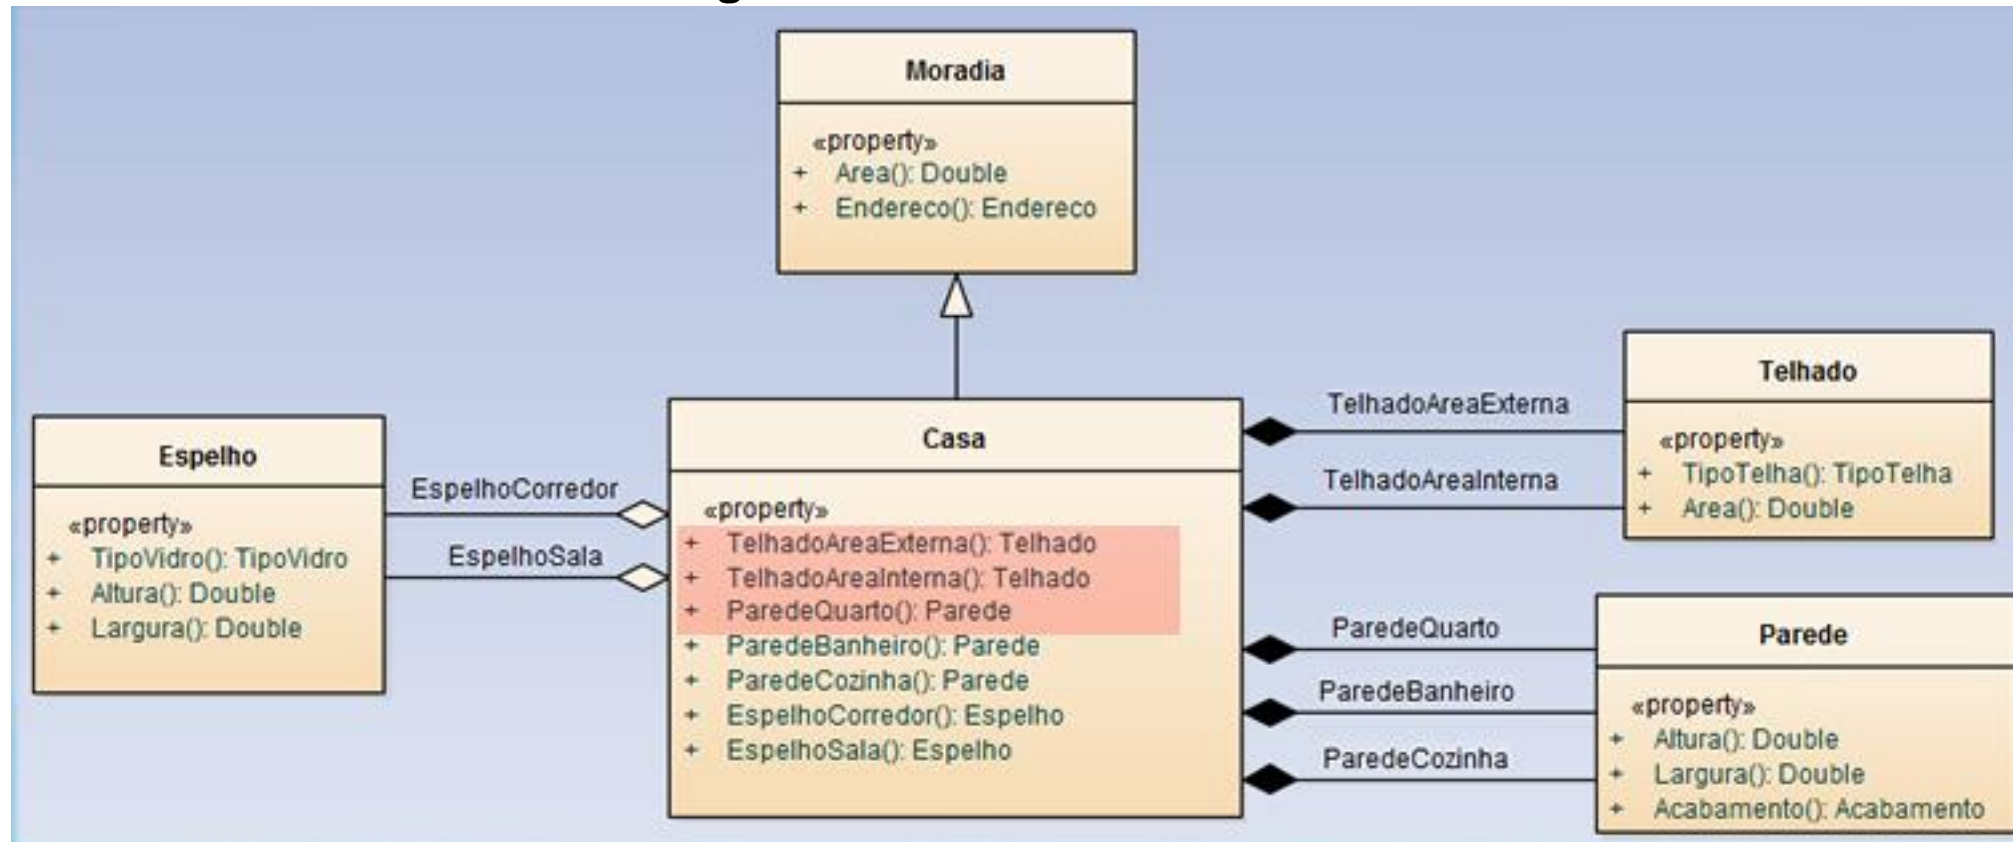 g
Moradia
«property»
+ Area(): Double
+ Endereco(): Endereco
Espelho
«property»
+ TipoVidro(): TipoVidro
+ Altura(): Double
+ Largura(): Double
EspelhoCorredor
EspelhoSala
Casa
«property»
+ TelhadoAreaExterna(): Telhado
+ TelhadoAreaInterna(): Telhado
+ ParedeQuarto(): Parede
+ ParedeBanheiro(): Parede
+ ParedeCozinha(): Parede
+ EspelhoCorredor(): Espelho
+ EspelhoSala(): Espelho
TelhadoAreaExterna
TelhadoAreaInterna
Telhado
«property»
+ TipoTelha(): TipoTelha
+ Area(): Double
ParedeQuarto
ParedeBanheiro
ParedeCozinha
Parede
«property»
+ Altura(): Double
+ Largura(): Double
+ Acabamento(): Acabamento